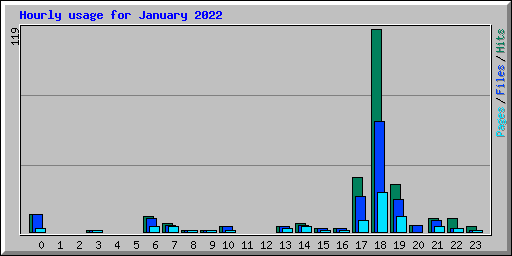 Hourly usage for January 2022
119
Pages/Files/Hits
0 1 2 3 4 5 6 7 8 9 10 11 12 13 14 15 16 17 18 19 20 21 22 23